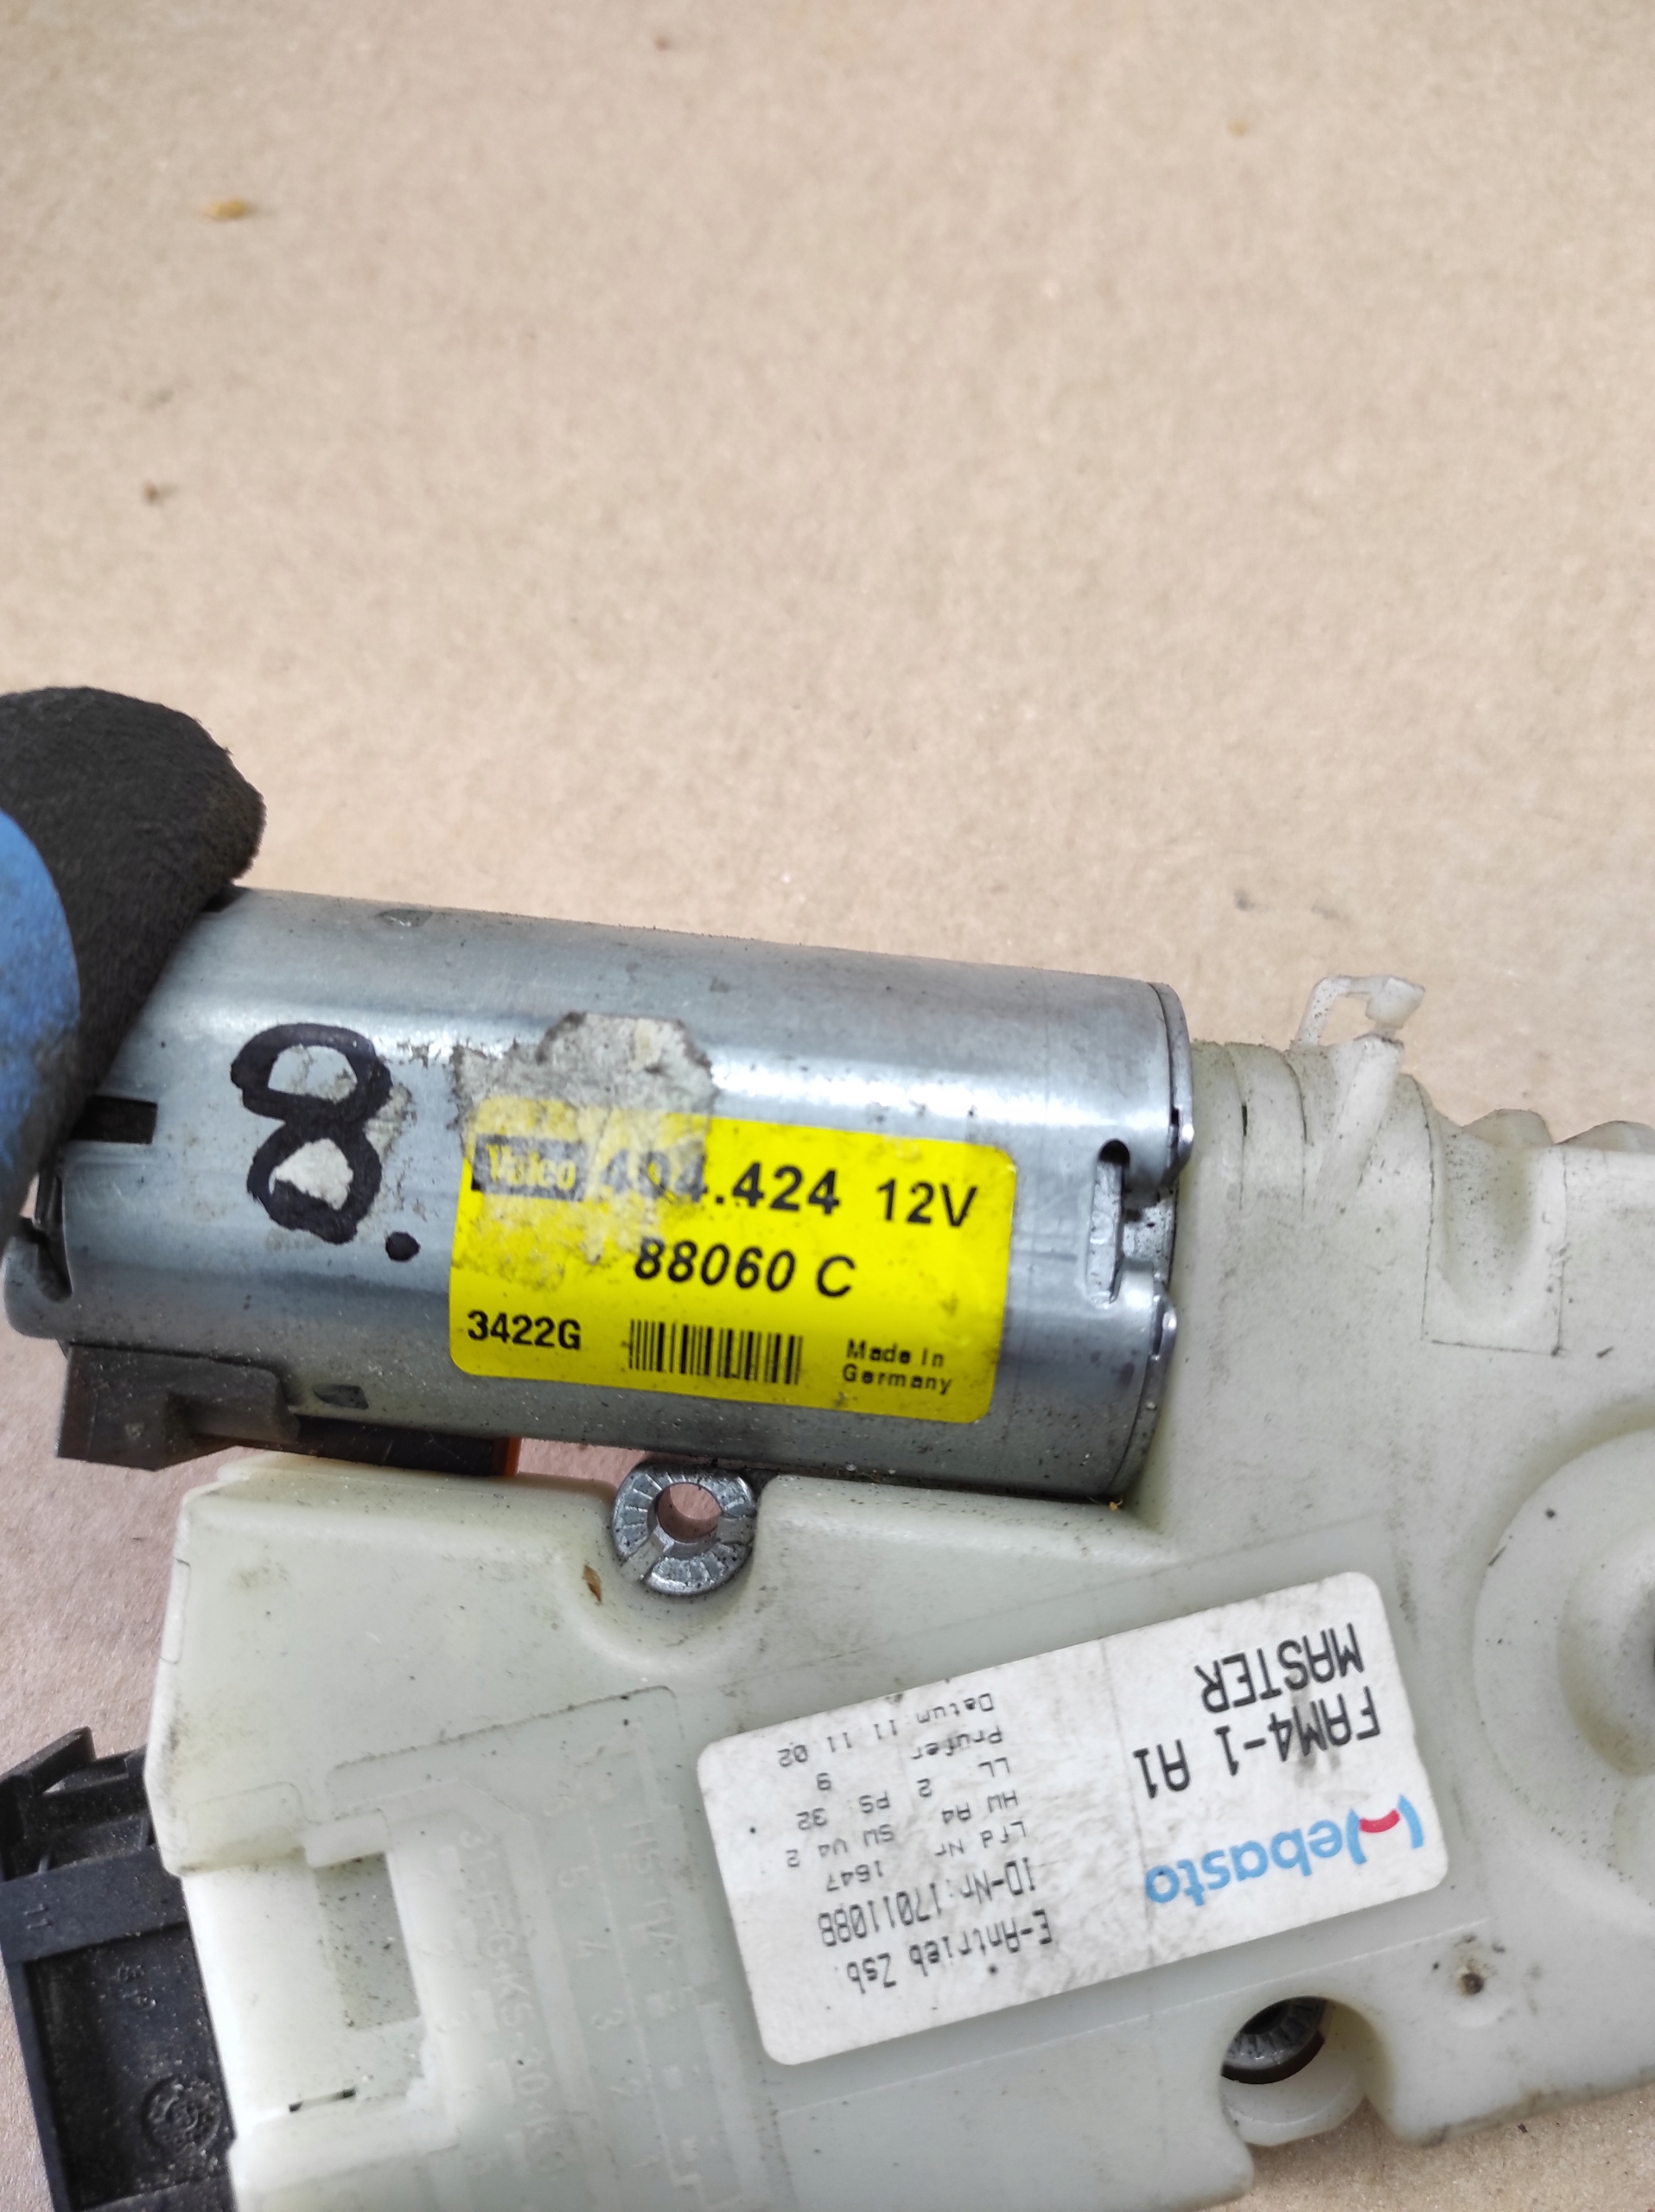 8.
Valeo 404.424 12V
88060 C
3422G
Made In
Germany
Webasto
FAM4-1 A1
MASTER
E-Antrieb Zsb.
ID-Nr:1701108B
Lfd Nr 1647
HW A4 SW V4 2
LL 2 PS 32
Prüfer 9
Datum 11 11 02